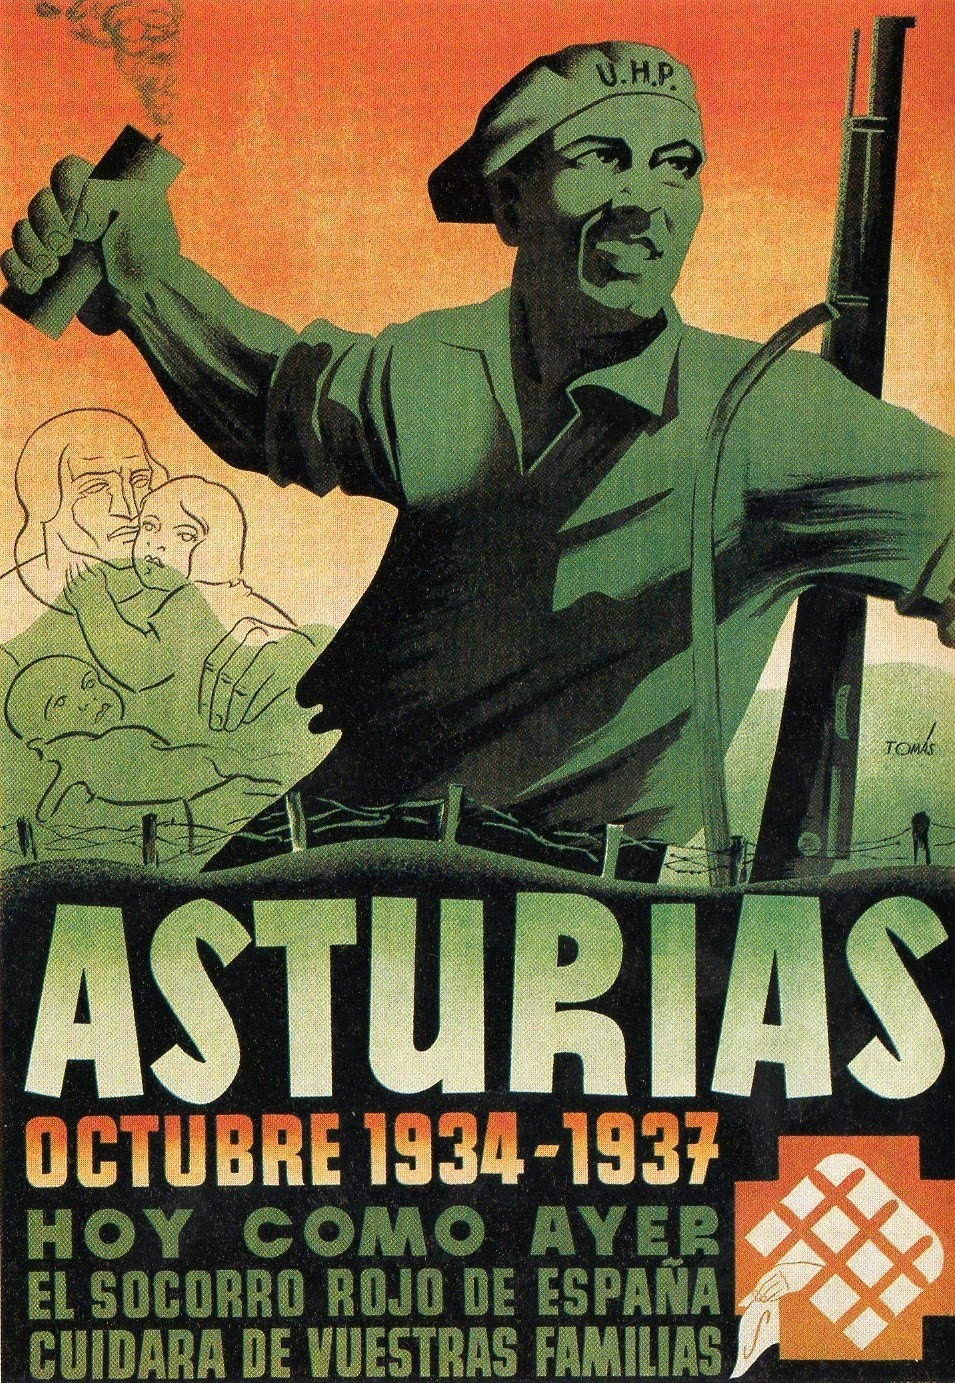 U.H.P.
TOMÁS
ASTURIAS
OCTUBRE 1934-1937
HOY COMO AYER
EL SOCORRO ROJO DE ESPAÑA
CUIDARA DE VUESTRAS FAMILIAS